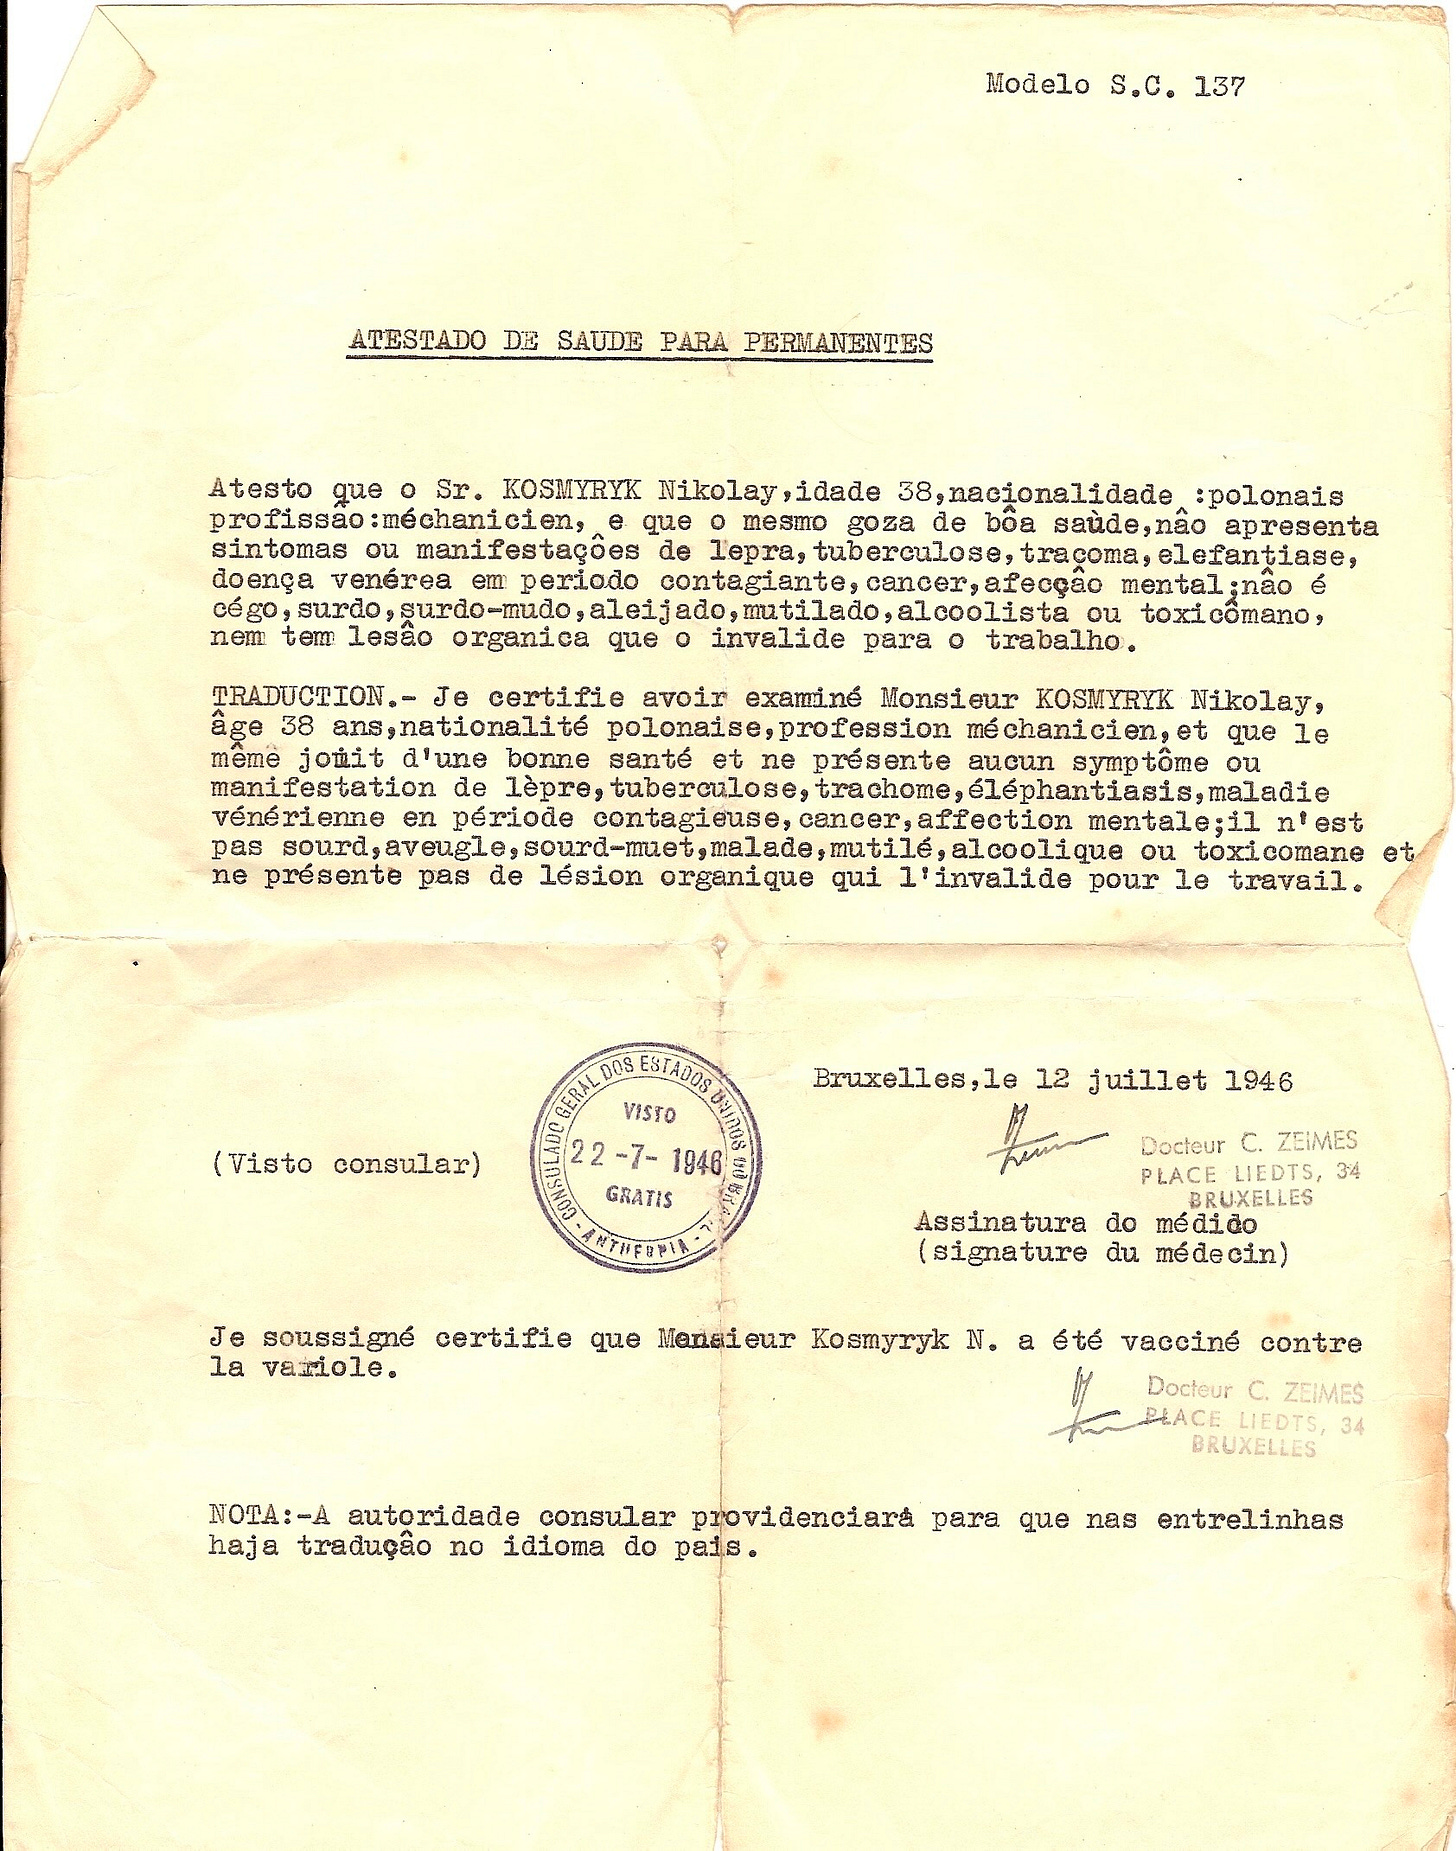 Modelo S.C. 137
ATESTADO DE SAUDE PARA PERMANENTES
Atesto que o Sr. KOSMYRYK Nikolay,idade 38,nacionalidade :polonais
profissão:méchanicien, e que o mesmo goza de bôa saùde,nâo apresenta
sintomas ou manifestaçôes de lepra,tuberculose,tracoma,elefantiase,
doença venérea em periodo contagiante,cancer,afecçâo mental;nâo é
cégo,surdo,surdo-mudo,aleijado,mutilado,alcoolista ou toxicômano,
nem tem lesâo organica que o invalide para o trabalho.
TRADUCTION.- Je certifie avoir examiné Monsieur KOSMYRYK Nikolay,
âge 38 ans,nationalité polonaise,profession méchanicien,et que le
même jouit d'une bonne santé et ne présente aucun symptôme ou
manifestation de lèpre,tuberculose,trachome,éléphantiasis,maladie
vénérienne en période contagieuse,cancer,affection mentale;il n'est
pas sourd,aveugle,sourd-muet,malade,mutilé,alcoolique ou toxicomane et
ne présente pas de lésion organique qui l'invalide pour le travail.
CONSULADO GERAL DOS ESTADOS UNIDOS DO BRASIL - ANTUERPIA -
VISTO
22-7-1946
GRATIS
Bruxelles,le 12 juillet 1946
(Visto consular)
Docteur C. ZEIMES
PLACE LIEDTS, 34
BRUXELLES
Assinatura do médido
(signature du médecin)
Je soussigné certifie que Monsieur Kosmyryk N. a été vacciné contre
la variole.
Docteur C. ZEIMES
PLACE LIEDTS, 34
BRUXELLES
NOTA:-A autoridade consular providenciará para que nas entrelinhas
haja traduçâo no idioma do pais.